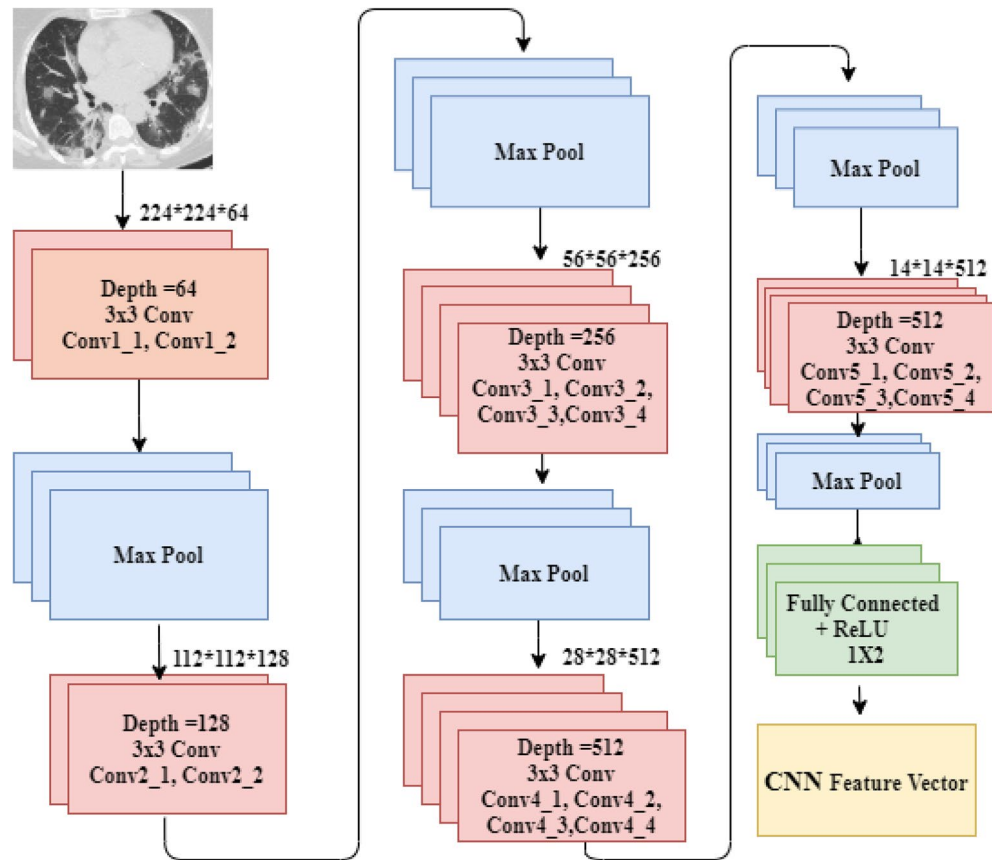 224*224*64
Depth =64
3x3 Conv
Conv1_1, Conv1_2
Max Pool
112*112*128
Depth =128
3x3 Conv
Conv2_1, Conv2_2
Max Pool
56*56*256
Depth =256
3x3 Conv
Conv3_1, Conv3_2,
Conv3_3,Conv3_4
Max Pool
28*28*512
Depth =512
3x3 Conv
Conv4_1, Conv4_2,
Conv4_3,Conv4_4
Max Pool
14*14*512
Depth =512
3x3 Conv
Conv5_1, Conv5_2,
Conv5_3,Conv5_4
Max Pool
Fully Connected
+ ReLU
1X2
CNN Feature Vector